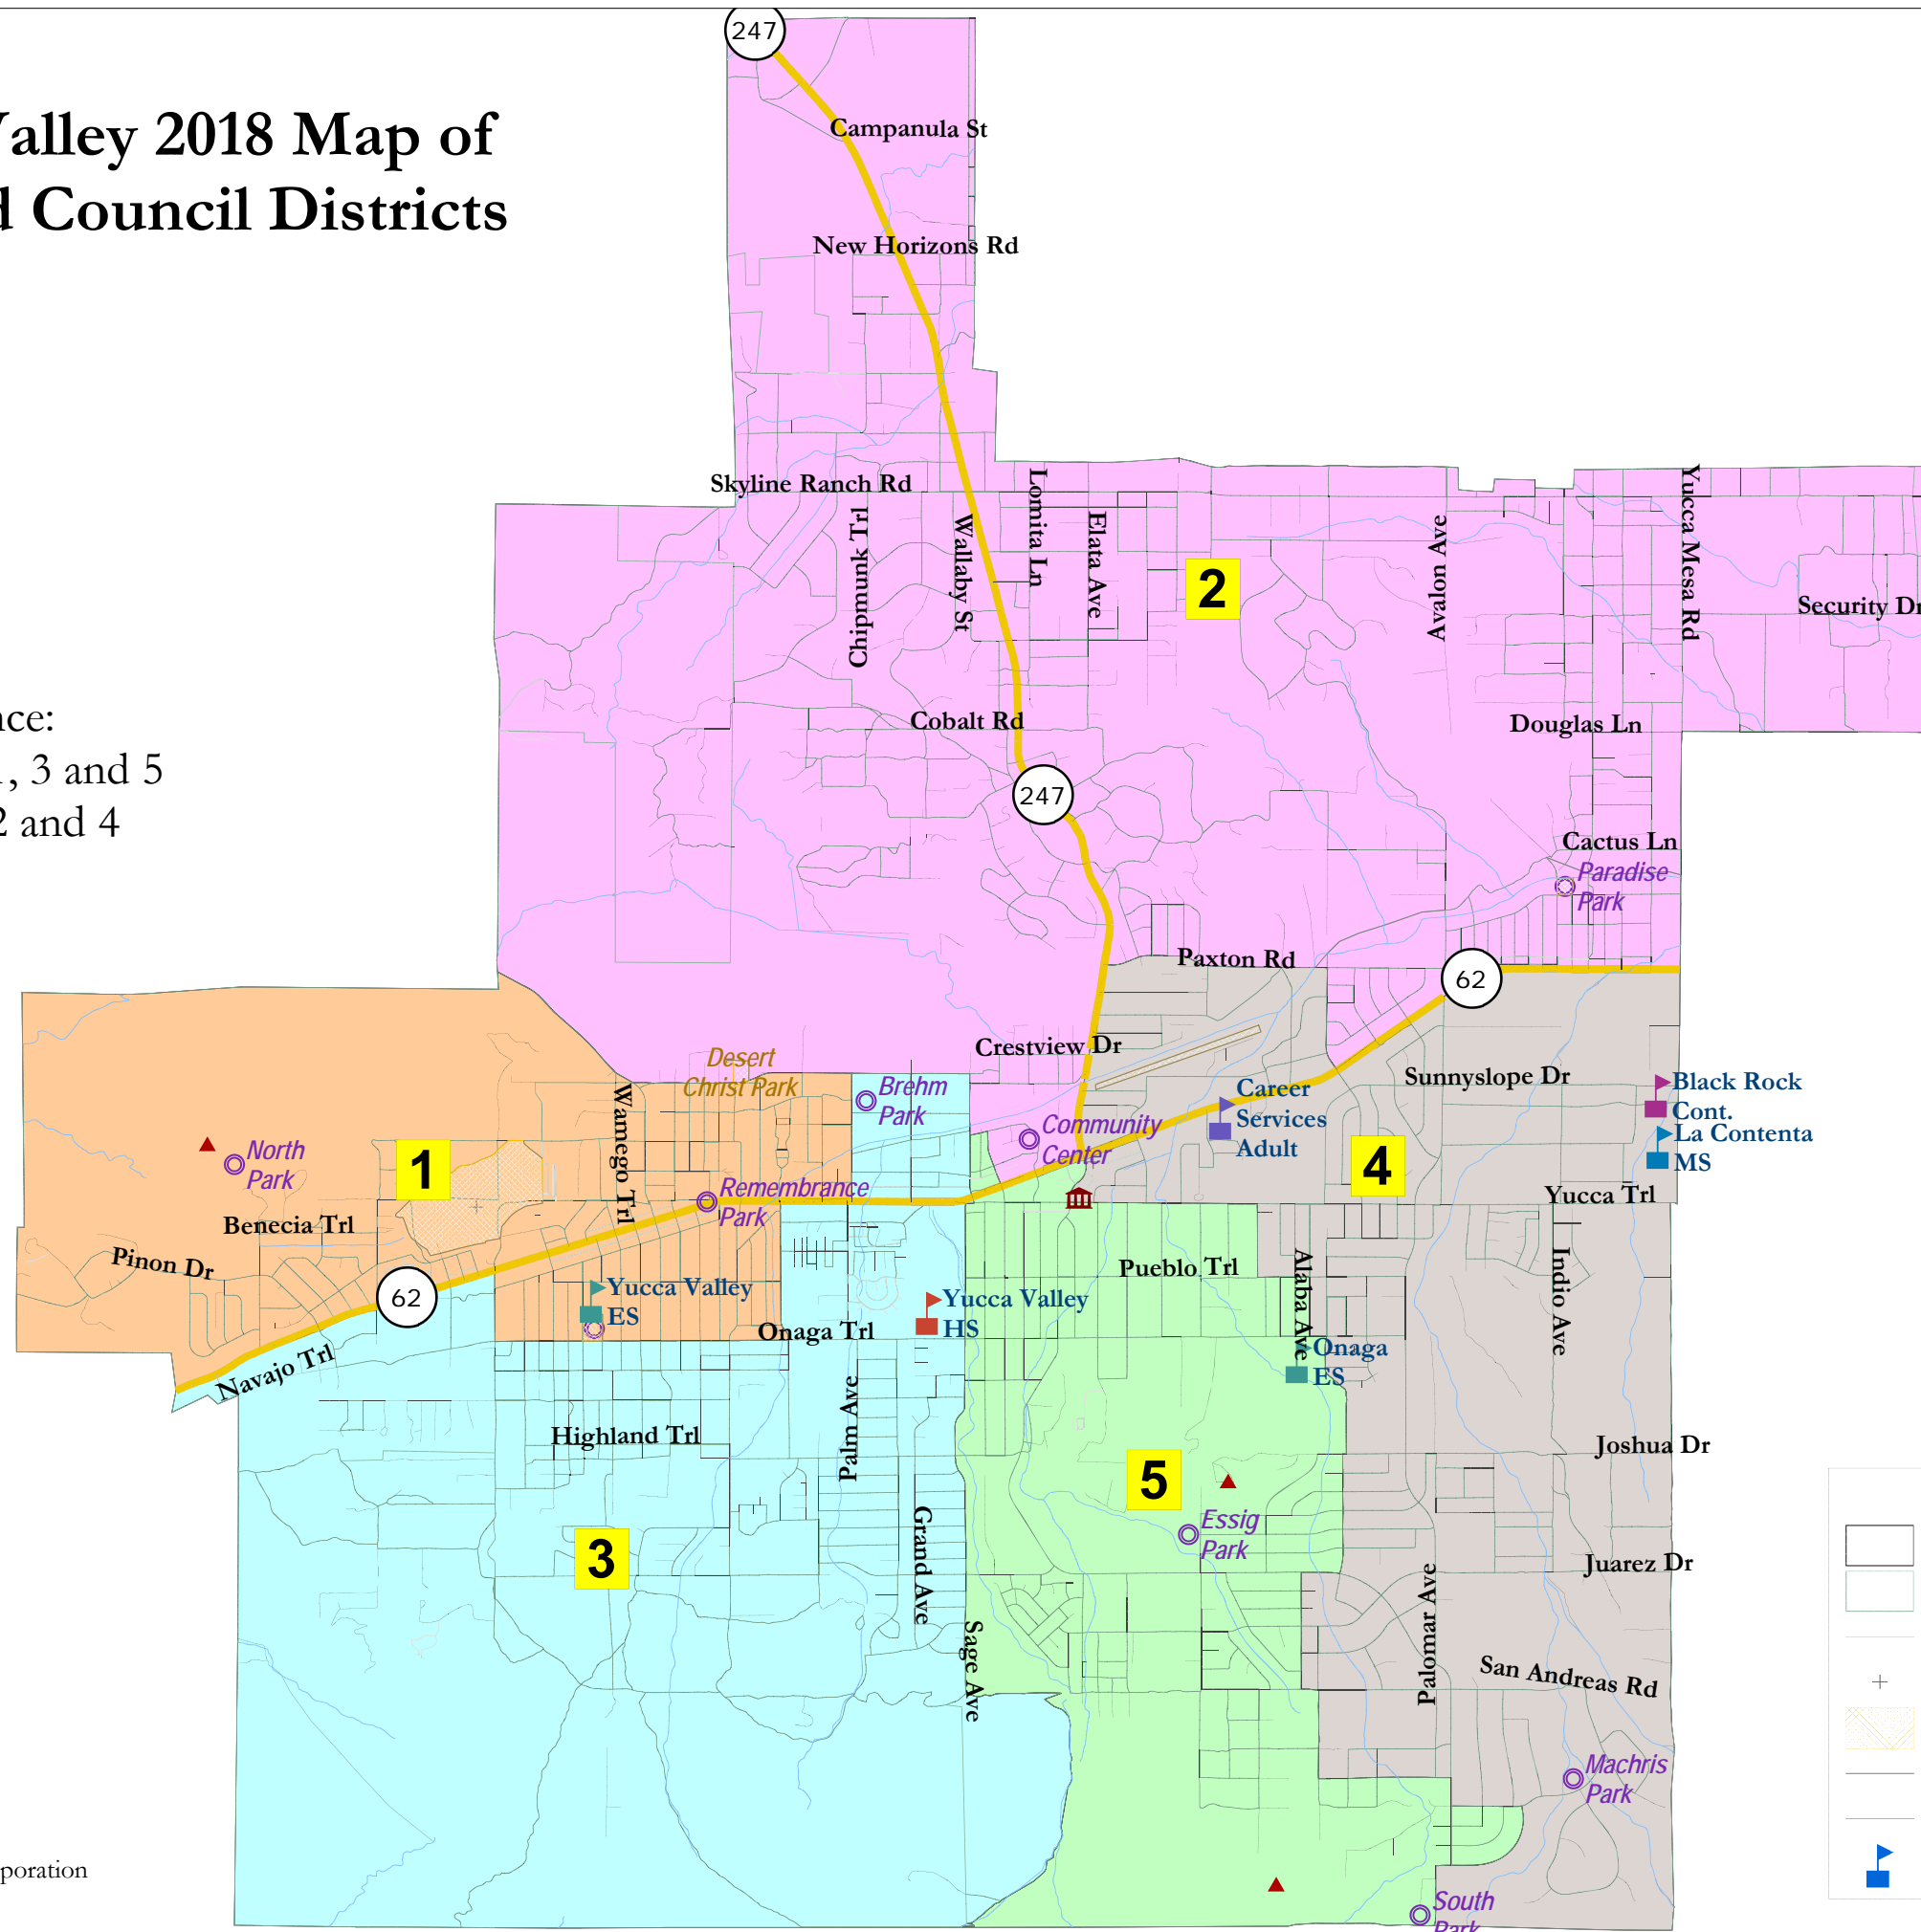 247
Valley 2018 Map of
d Council Districts
Campanula St
New Horizons Rd
Skyline Ranch Rd
Chipmunk Trl
Wallaby St
Lomita Ln
Elata Ave
2
Avalon Ave
Yucca Mesa Rd
Security Dr
nce:
1, 3 and 5
2 and 4
Cobalt Rd
Douglas Ln
247
Cactus Ln
Paradise
Park
Paxton Rd
62
Crestview Dr
Desert
Christ Park
Brehm
Park
Wamego Trl
Community
Center
Career
Services
Adult
Sunnyslope Dr
Black Rock
Cont.
La Contenta
MS
North
Park
1
4
Remembrance
Park
Yucca Trl
Benecia Trl
Pinon Dr
62
Pueblo Trl
Alaba Ave
Indio Ave
Yucca Valley
ES
Yucca Valley
HS
Onaga Trl
Onaga
ES
Navajo Trl
Highland Trl
Palm Ave
Joshua Dr
5
Essig
Park
3
Grand Ave
Juarez Dr
Palomar Ave
Sage Ave
San Andreas Rd
Machris
Park
poration
South
Park